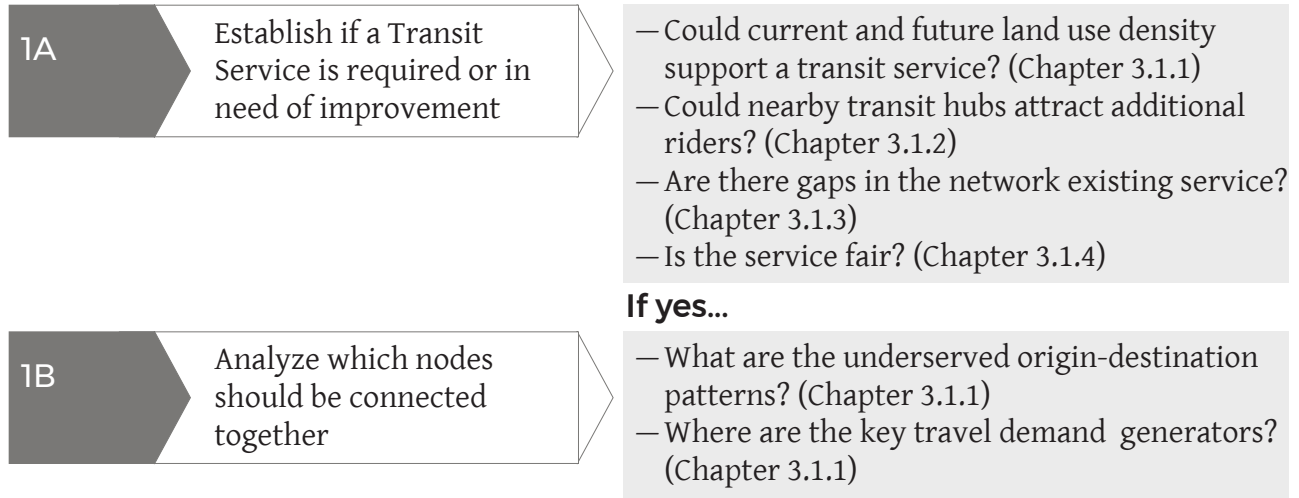 1A
Establish if a Transit
Service is required or in
need of improvement
—Could current and future land use density
support a transit service? (Chapter 3.1.1)
—Could nearby transit hubs attract additional
riders? (Chapter 3.1.2)
—Are there gaps in the network existing service?
(Chapter 3.1.3)
—Is the service fair? (Chapter 3.1.4)
If yes...
1B
Analyze which nodes
should be connected
together
—What are the underserved origin-destination
patterns? (Chapter 3.1.1)
—Where are the key travel demand generators?
(Chapter 3.1.1)